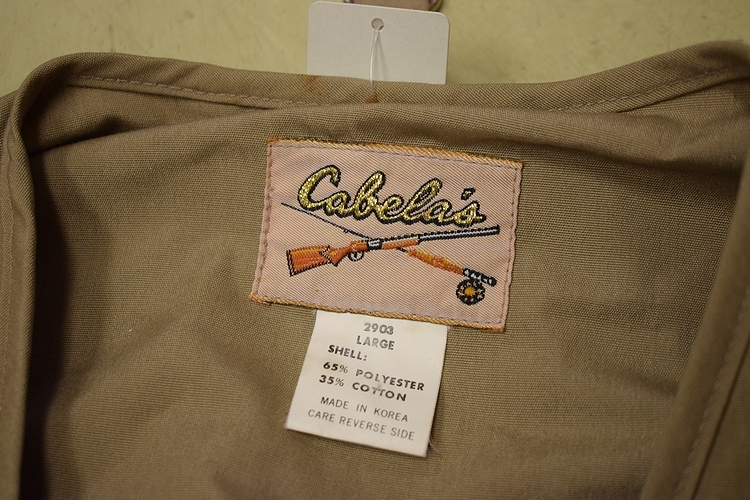 Cabela's
2903
LARGE
SHELL:
65% POLYESTER
35% COTTON
MADE IN KOREA
CARE REVERSE SIDE